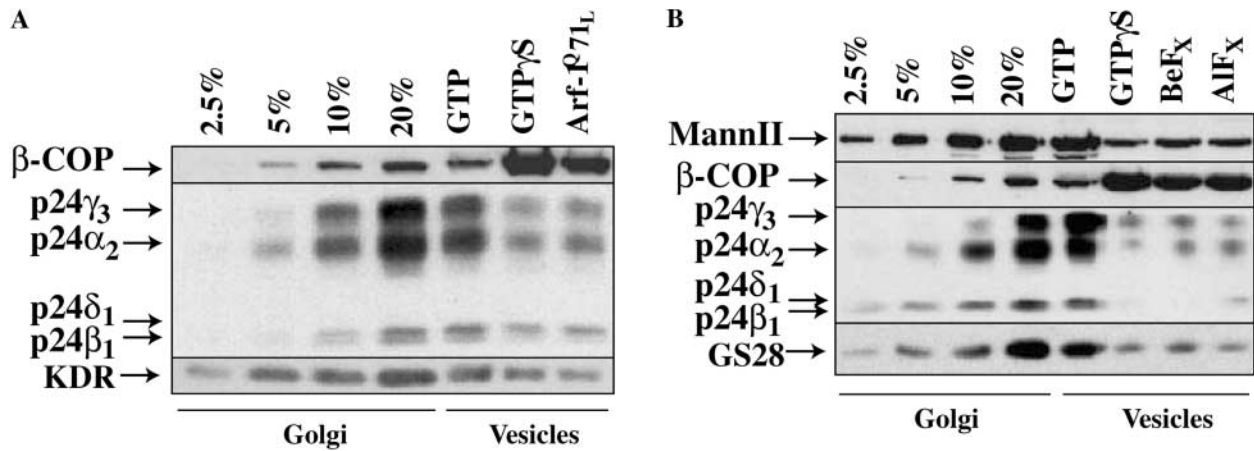 A
2.5%
5%
10%
20%
GTP
GTPγS
Arf-1Q71L
β-COP
p24γ3
p24α2
p24δ1
p24β1
KDR
Golgi
Vesicles
B
2.5%
5%
10%
20%
GTP
GTPγS
BeFX
AlFX
MannII
β-COP
p24γ3
p24α2
p24δ1
p24β1
GS28
Golgi
Vesicles